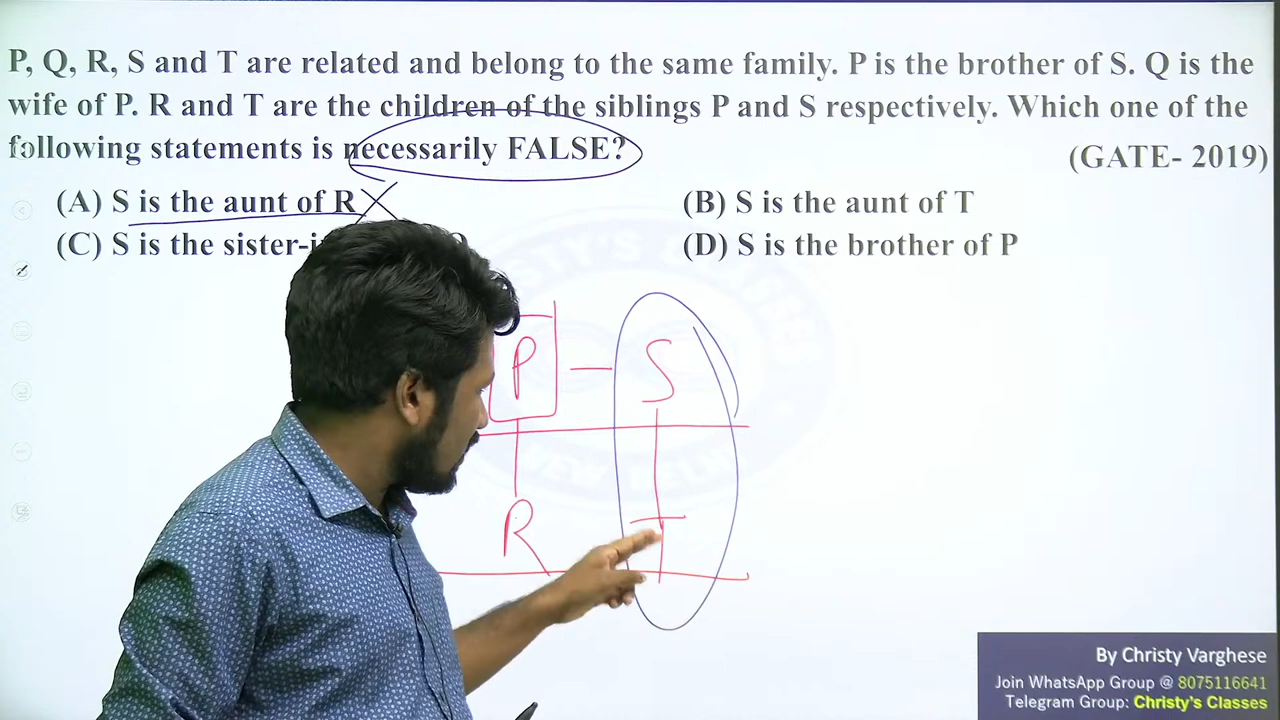 P, Q, R, S and T are related and belong to the same family. P is the brother of S. Q is the
wife of P. R and T are the children of the siblings P and S respectively. Which one of the
following statements is necessarily FALSE?
(GATE- 2019)
(A) S is the aunt of R
(B) S is the aunt of T
(C) S is the sister-i
(D) S is the brother of P
P - S
R T
By Christy Varghese
Join WhatsApp Group @ 8075116641
Telegram Group: Christy's Classes